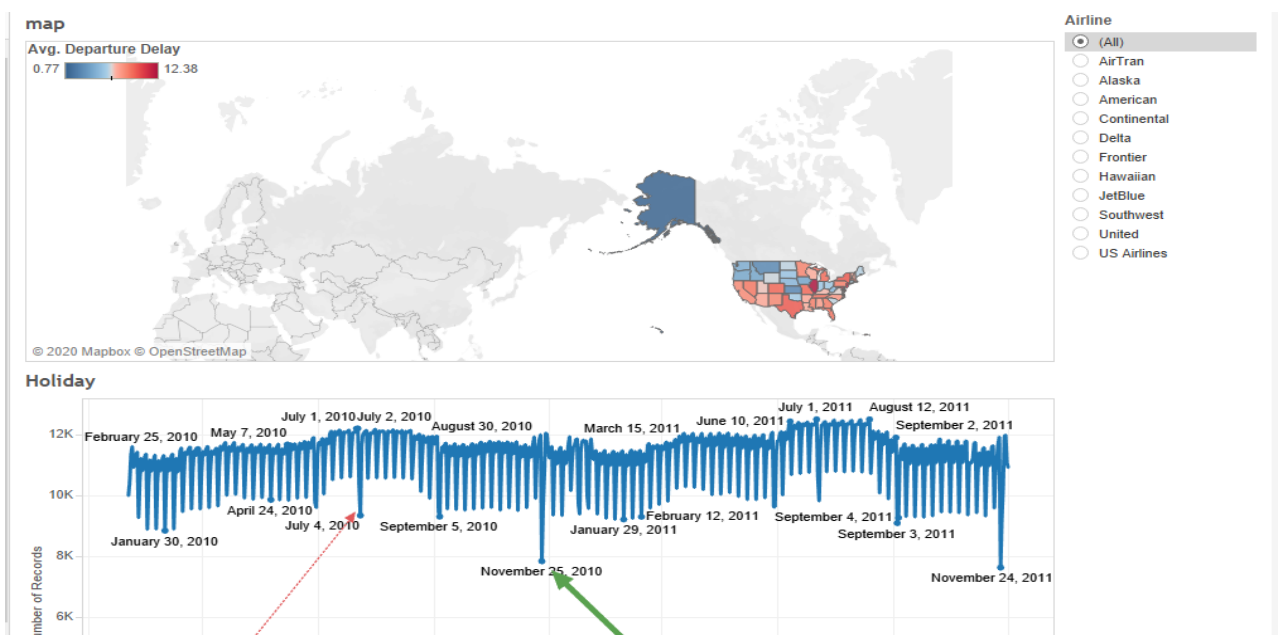 map
Airline
Avg. Departure Delay
0.77
12.38
(All)
AirTran
Alaska
American
Continental
Delta
Frontier
Hawaiian
JetBlue
Southwest
United
US Airlines
© 2020 Mapbox © OpenStreetMap
Holiday
July 1, 2010
July 2, 2010
July 1, 2011
August 12, 2011
February 25, 2010
May 7, 2010
August 30, 2010
March 15, 2011
June 10, 2011
September 2, 2011
12K
10K
8K
6K
April 24, 2010
July 4, 2010
January 30, 2010
September 5, 2010
February 12, 2011
January 29, 2011
September 4, 2011
September 3, 2011
November 25, 2010
November 24, 2011
of Records